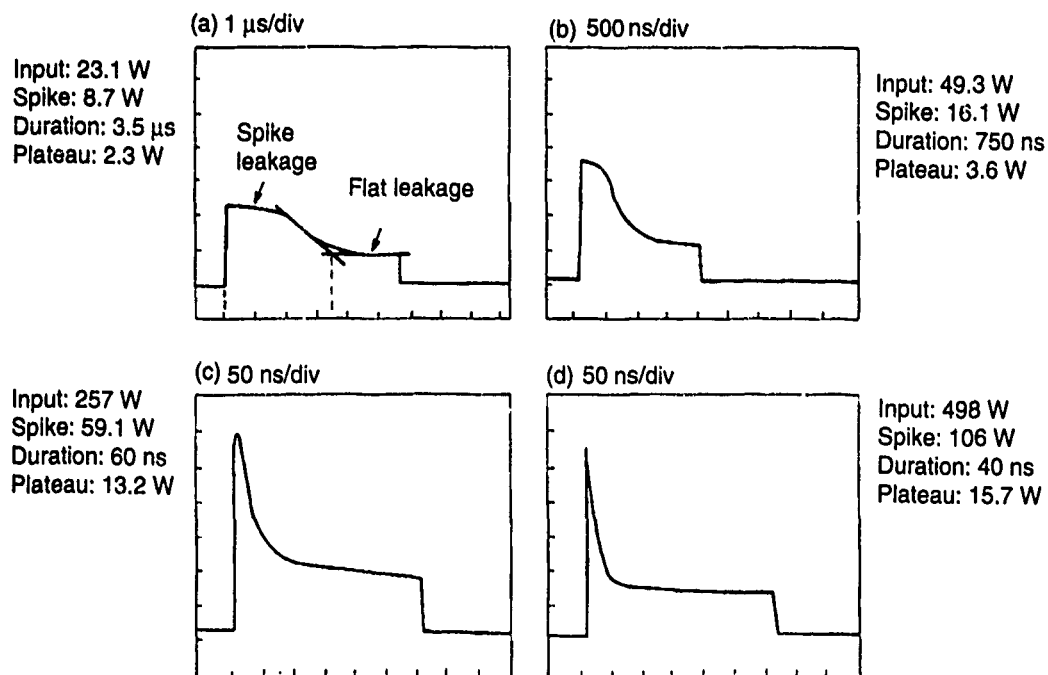 (a) 1 μs/div
Input: 23.1 W
Spike: 8.7 W
Duration: 3.5 μs
Plateau: 2.3 W
Spike
leakage
Flat leakage
(b) 500 ns/div
Input: 49.3 W
Spike: 16.1 W
Duration: 750 ns
Plateau: 3.6 W
(c) 50 ns/div
Input: 257 W
Spike: 59.1 W
Duration: 60 ns
Plateau: 13.2 W
(d) 50 ns/div
Input: 498 W
Spike: 106 W
Duration: 40 ns
Plateau: 15.7 W